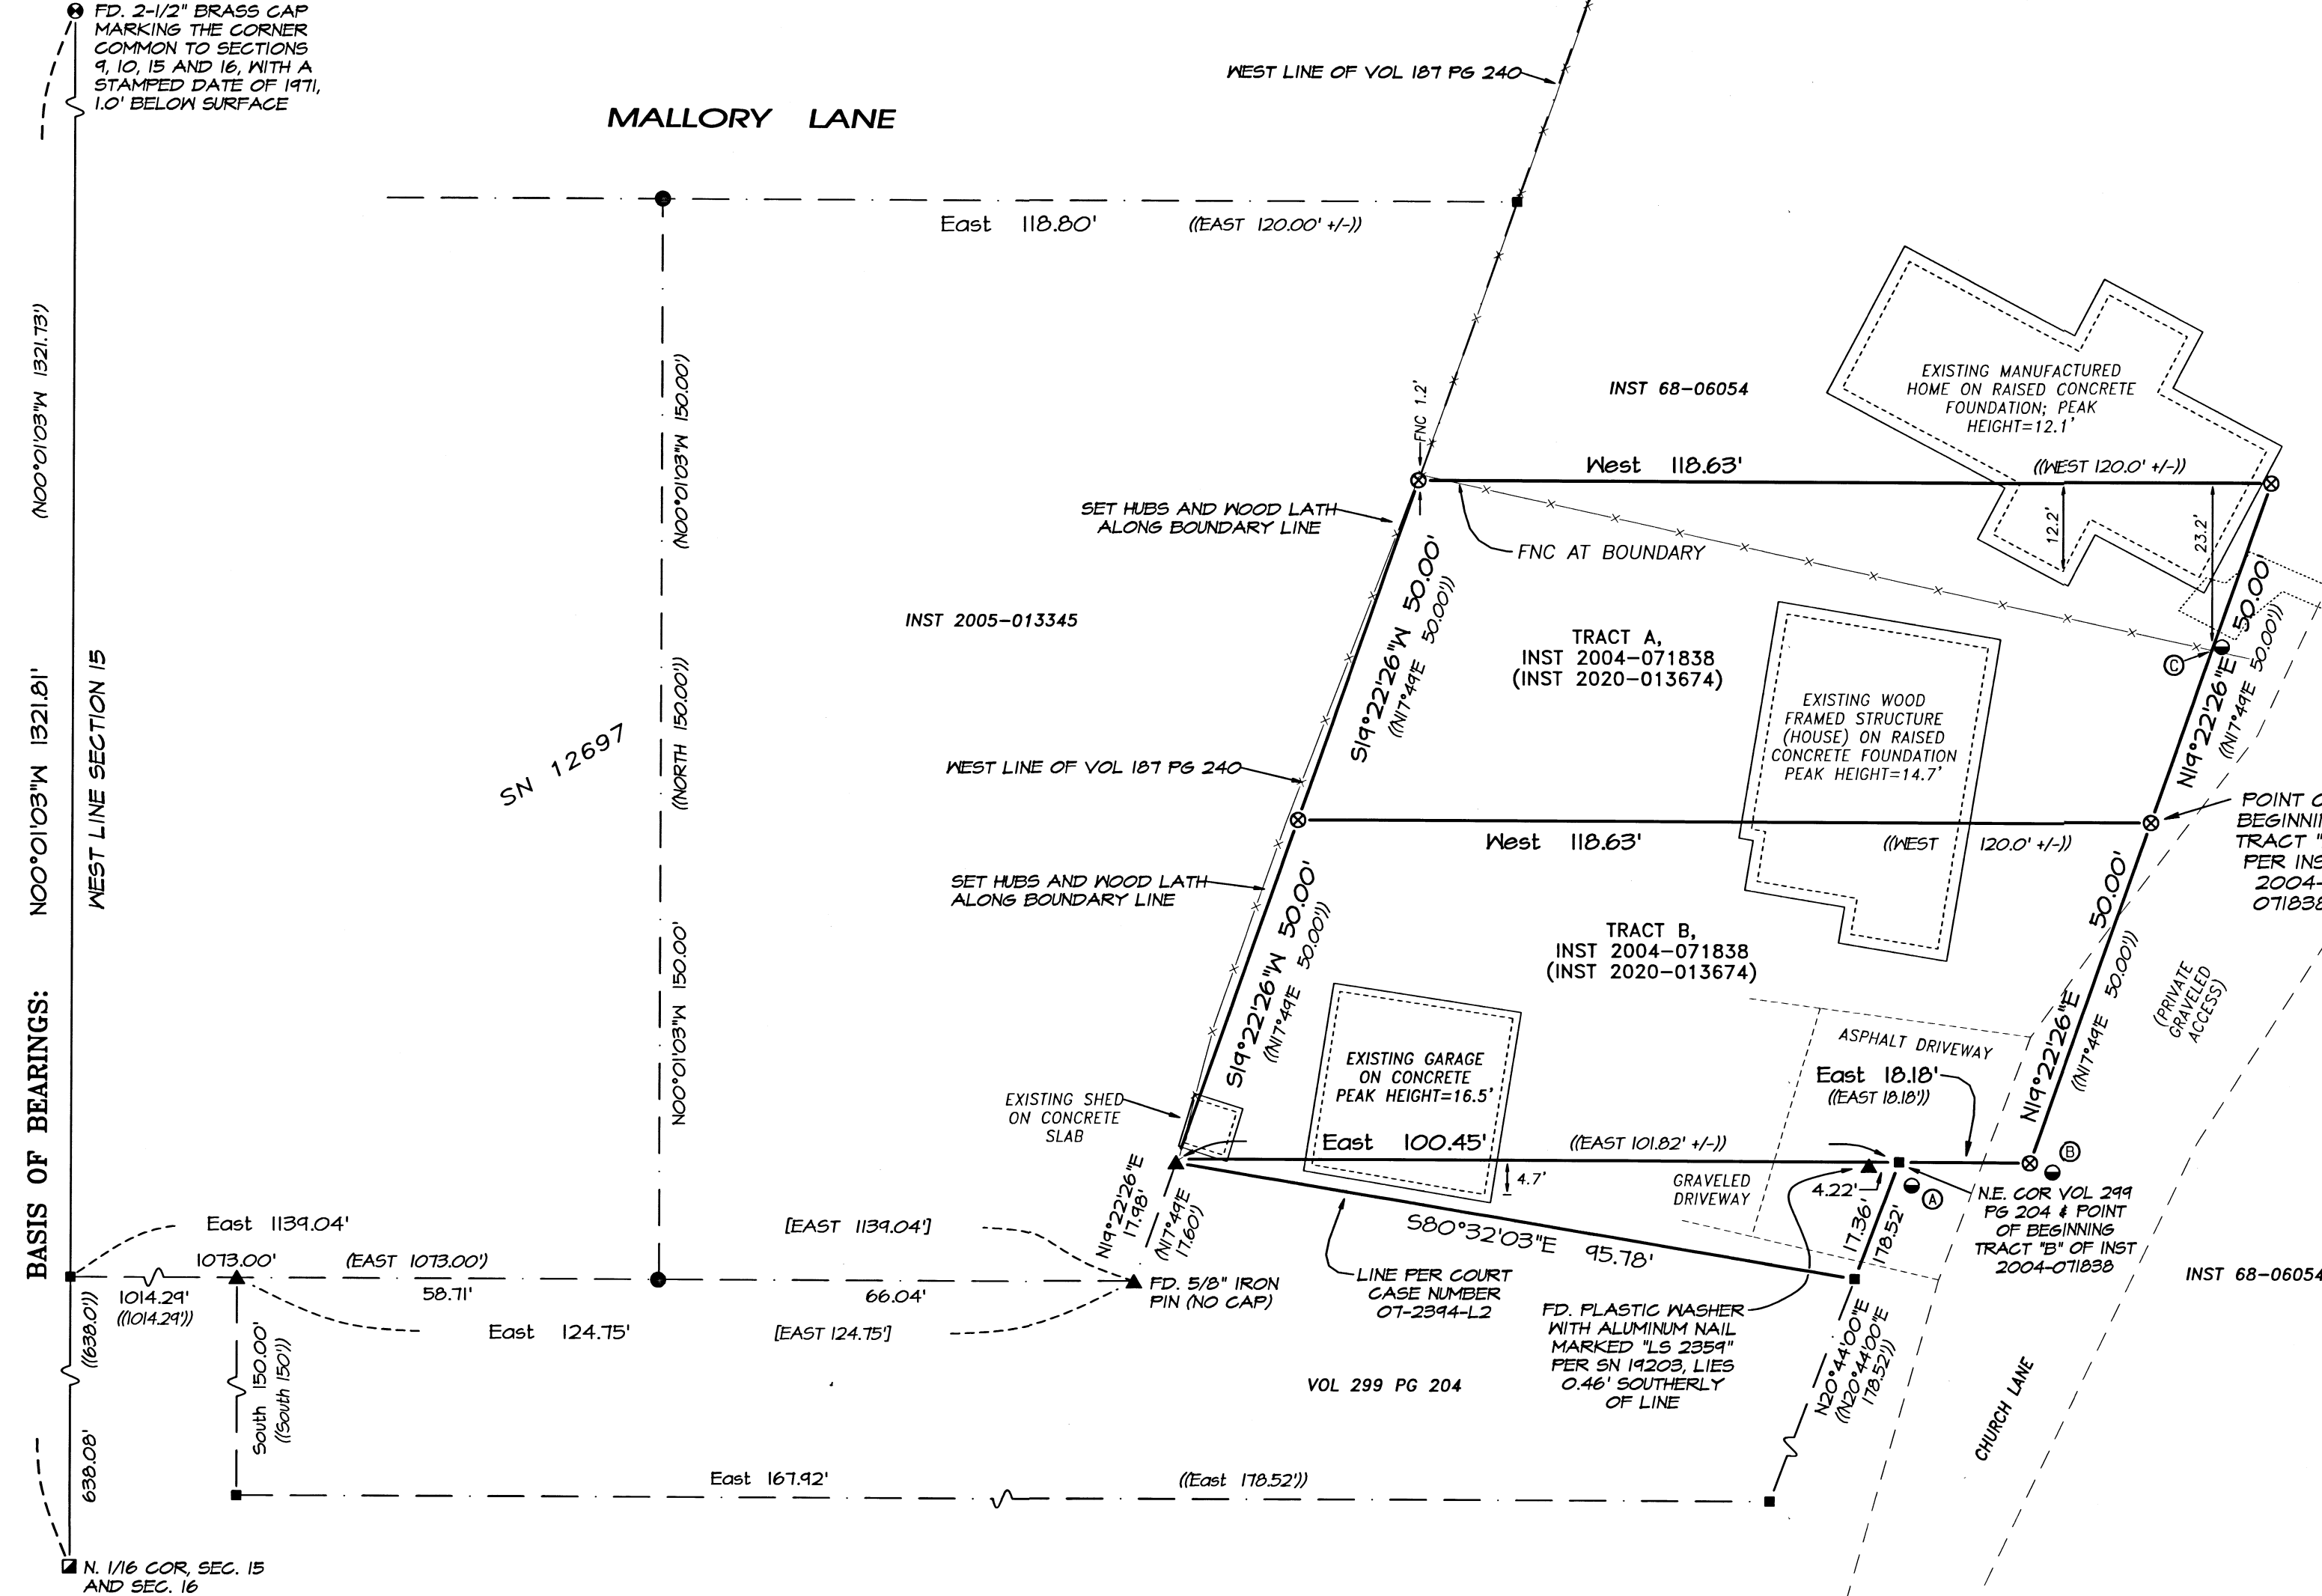 FD. 2-1/2" BRASS CAP
MARKING THE CORNER
COMMON TO SECTIONS
9, 10, 15 AND 16, WITH A
STAMPED DATE OF 1971,
1.0' BELOW SURFACE
MALLORY LANE
WEST LINE OF VOL 187 PG 240
East 118.80'
((EAST 120.00' +/-))
(N00°01'03"W 1321.73')
N00°01'03"W 1321.81'
WEST LINE SECTION 15
BASIS OF BEARINGS:
(N00°01'03"W 150.00')
((NORTH 150.00'))
N00°01'03"W 150.00'
SN 12697
INST 2005-013345
INST 68-06054
EXISTING MANUFACTURED
HOME ON RAISED CONCRETE
FOUNDATION; PEAK
HEIGHT=12.1'
FNC 1.2'
West 118.63'
((WEST 120.0' +/-))
SET HUBS AND WOOD LATH
ALONG BOUNDARY LINE
FNC AT BOUNDARY
12.2'
23.2'
S19°22'26"W 50.00'
((N17°49'E 50.00'))
TRACT A,
INST 2004-071838
(INST 2020-013674)
EXISTING WOOD
FRAMED STRUCTURE
(HOUSE) ON RAISED
CONCRETE FOUNDATION
PEAK HEIGHT=14.7'
C
N19°22'26"E 50.00
((N17°49'E 50.00'))
WEST LINE OF VOL 187 PG 240
POINT O
BEGINNI
TRACT "
PER INS
2004-
071838
West 118.63'
((WEST 120.0' +/-))
SET HUBS AND WOOD LATH
ALONG BOUNDARY LINE
S19°22'26"W 50.00'
((N17°49'E 50.00'))
TRACT B,
INST 2004-071838
(INST 2020-013674)
N19°22'26"E 50.00'
((N17°49'E 50.00'))
(PRIVATE
GRAVELED
ACCESS)
ASPHALT DRIVEWAY
EXISTING GARAGE
ON CONCRETE
PEAK HEIGHT=16.5'
EXISTING SHED
ON CONCRETE
SLAB
East 18.18'
((EAST 18.18'))
East 100.45'
((EAST 101.82' +/-))
4.7'
GRAVELED
DRIVEWAY
4.22'
B
A
N.E. COR VOL 299
PG 204 & POINT
OF BEGINNING
TRACT "B" OF INST
2004-071838
INST 68-06054
N19°22'26"E
17.98'
(N17°49'E
17.60')
S80°32'03"E 95.78'
17.36'
178.52'
East 1139.04'
[EAST 1139.04']
1073.00'
(EAST 1073.00')
1014.29'
((1014.29'))
58.71'
66.04'
FD. 5/8" IRON
PIN (NO CAP)
East 124.75'
[EAST 124.75']
LINE PER COURT
CASE NUMBER
07-2394-L2
FD. PLASTIC WASHER
WITH ALUMINUM NAIL
MARKED "LS 2359"
PER SN 19203, LIES
0.46' SOUTHERLY
OF LINE
N20°44'00"E
((N20°44'00"E
178.52'))
CHURCH LANE
VOL 299 PG 204
((638.0'))
638.08'
South 150.00'
((South 150'))
East 167.92'
((East 178.52'))
N. 1/16 COR, SEC. 15
AND SEC. 16